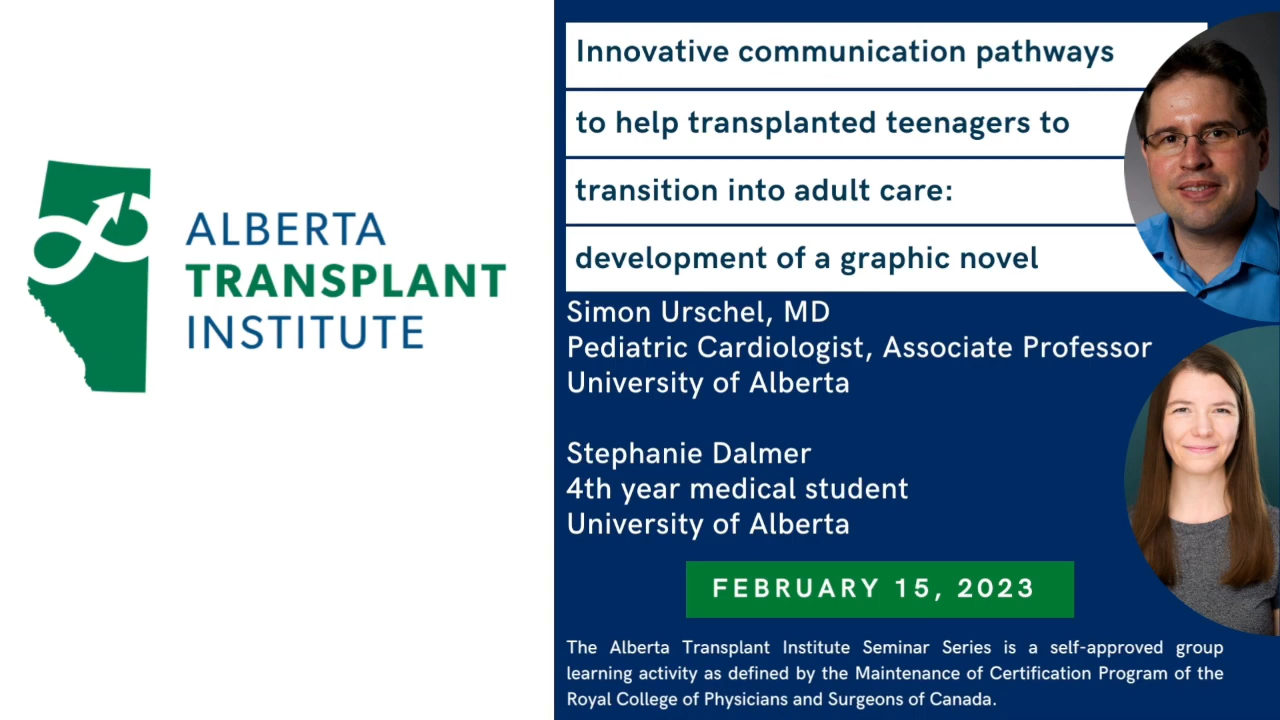 ALBERTA
TRANSPLANT
INSTITUTE
Innovative communication pathways
to help transplanted teenagers to
transition into adult care:
development of a graphic novel
Simon Urschel, MD
Pediatric Cardiologist, Associate Professor
University of Alberta
Stephanie Dalmer
4th year medical student
University of Alberta
FEBRUARY 15, 2023
The Alberta Transplant Institute Seminar Series is a self-approved group
learning activity as defined by the Maintenance of Certification Program of the
Royal College of Physicians and Surgeons of Canada.